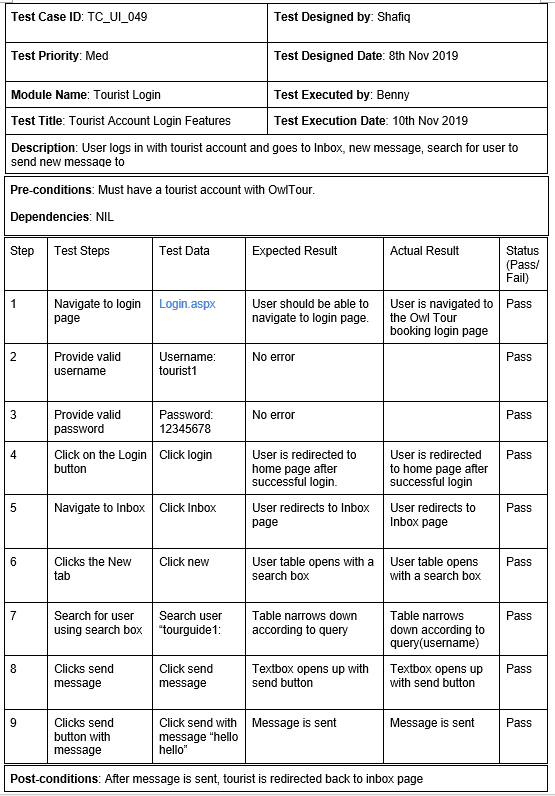 Test Case ID: TC_UI_049
Test Designed by: Shafiq
Test Priority: Med
Test Designed Date: 8th Nov 2019
Module Name: Tourist Login
Test Executed by: Benny
Test Title: Tourist Account Login Features
Test Execution Date: 10th Nov 2019
Description: User logs in with tourist account and goes to Inbox, new message, search for user to
send new message to
Pre-conditions: Must have a tourist account with OwlTour.
Dependencies: NIL
Step
Test Steps
Test Data
Expected Result
Actual Result
Status
(Pass/
Fail)
1
Navigate to login
page
Login.aspx
User should be able to
navigate to login page.
User is navigated to
the Owl Tour
booking login page
Pass
2
Provide valid
username
Username:
tourist1
No error
Pass
3
Provide valid
password
Password:
12345678
No error
Pass
4
Click on the Login
button
Click login
User is redirected to
home page after
successful login.
User is redirected
to home page after
successful login
Pass
5
Navigate to Inbox
Click Inbox
User redirects to Inbox
page
User redirects to
Inbox page
Pass
6
Clicks the New
tab
Click new
User table opens with a
search box
User table opens
with a search box
Pass
7
Search for user
using search box
Search user
“tourguide1:
Table narrows down
according to query
Table narrows
down according to
query(username)
Pass
8
Clicks send
message
Click send
message
Textbox opens up with
send button
Textbox opens up
with send button
Pass
9
Clicks send
button with
message
Click send with
message “hello
hello”
Message is sent
Message is sent
Pass
Post-conditions: After message is sent, tourist is redirected back to inbox page